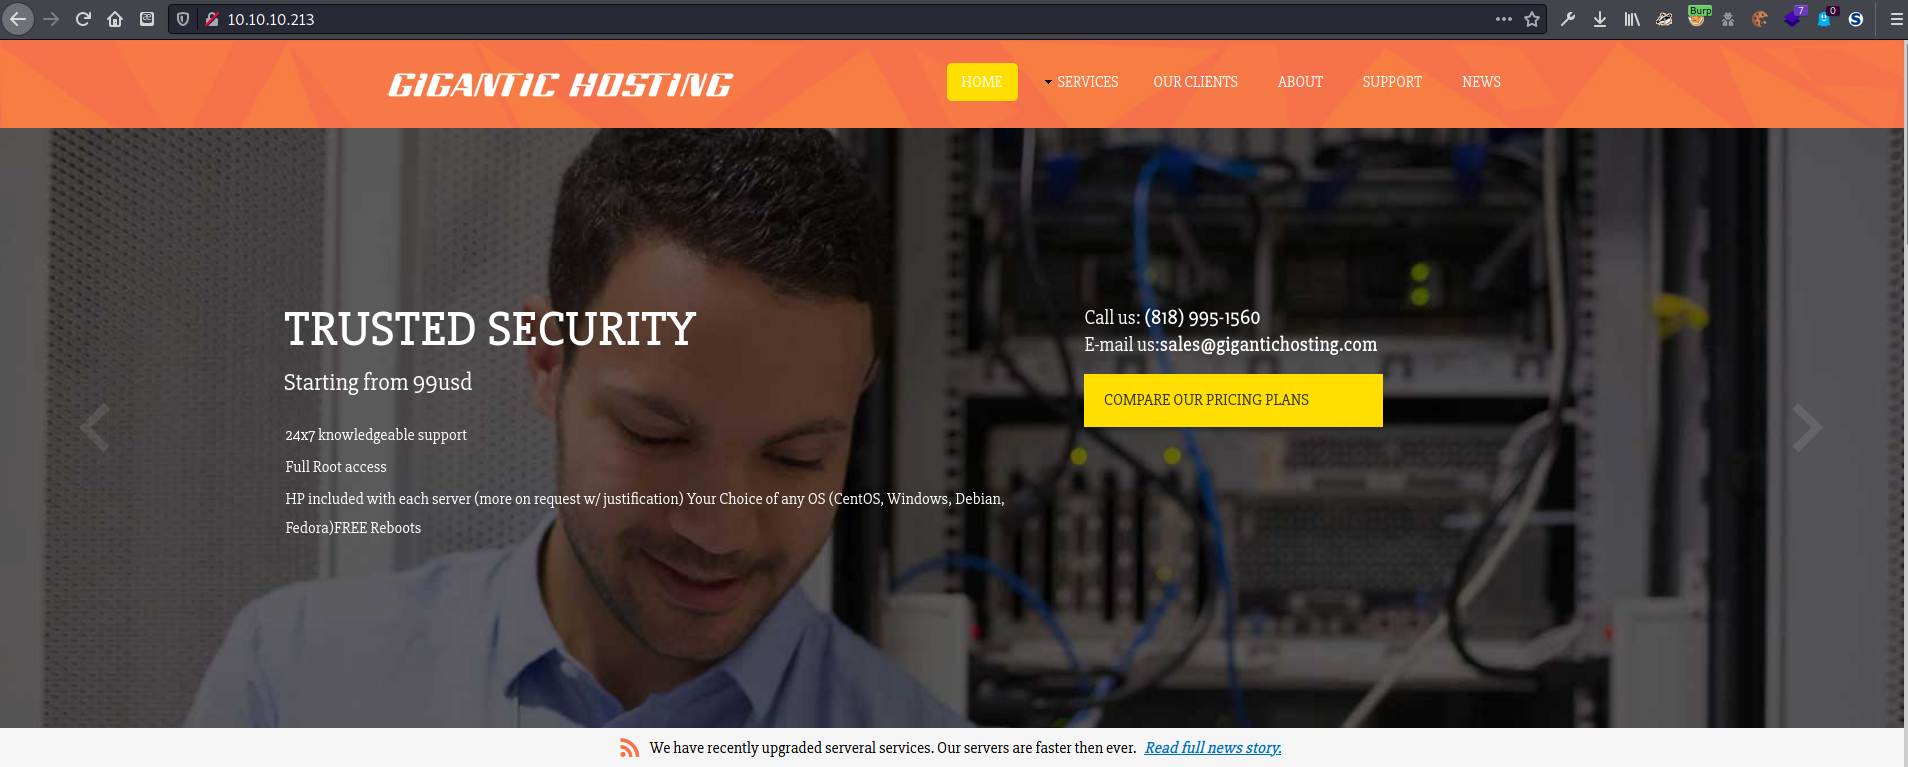 10.10.10.213
Burp
7
0
GIGANTIC HOSTING
HOME
SERVICES
OUR CLIENTS
ABOUT
SUPPORT
NEWS
TRUSTED SECURITY
Starting from 99usd
24x7 knowledgeable support
Full Root access
HP included with each server (more on request w/ justification) Your Choice of any OS (CentOS, Windows, Debian,
Fedora)FREE Reboots
Call us: (818) 995-1560
E-mail us:sales@gigantichosting.com
COMPARE OUR PRICING PLANS
We have recently upgraded serveral services. Our servers are faster then ever. Read full news story.